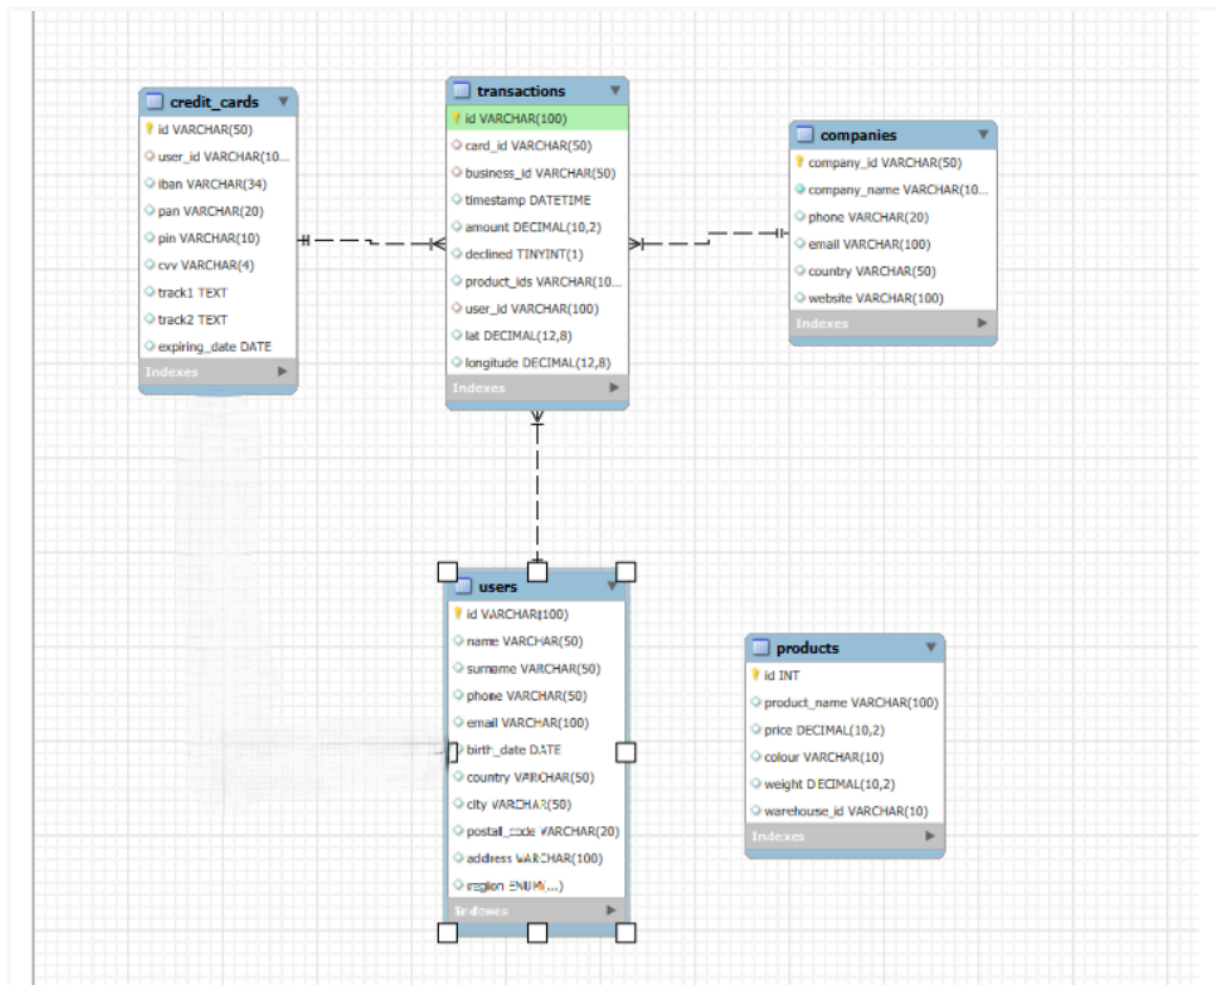 credit_cards
id VARCHAR(50)
user_id VARCHAR(10...
iban VARCHAR(34)
pan VARCHAR(20)
pin VARCHAR(10)
cvv VARCHAR(4)
track1 TEXT
track2 TEXT
expiring_date DATE
Indexes
transactions
id VARCHAR(100)
card_id VARCHAR(50)
business_id VARCHAR(50)
timestamp DATETIME
amount DECIMAL(10,2)
declined TINYINT(1)
product_ids VARCHAR(10...
user_id VARCHAR(100)
lat DECIMAL(12,8)
longitude DECIMAL(12,8)
Indexes
companies
company_id VARCHAR(50)
company_name VARCHAR(10...
phone VARCHAR(20)
email VARCHAR(100)
country VARCHAR(50)
website VARCHAR(100)
Indexes
users
id VARCHAR(100)
name VARCHAR(50)
surname VARCHAR(50)
phone VARCHAR(50)
email VARCHAR(100)
birth_date DATE
country VARCHAR(50)
city VARCHAR(50)
postal_code VARCHAR(20)
address VARCHAR(100)
region ENUM(...)
Indexes
products
id INT
product_name VARCHAR(100)
price DECIMAL(10,2)
colour VARCHAR(10)
weight DECIMAL(10,2)
warehouse_id VARCHAR(10)
Indexes